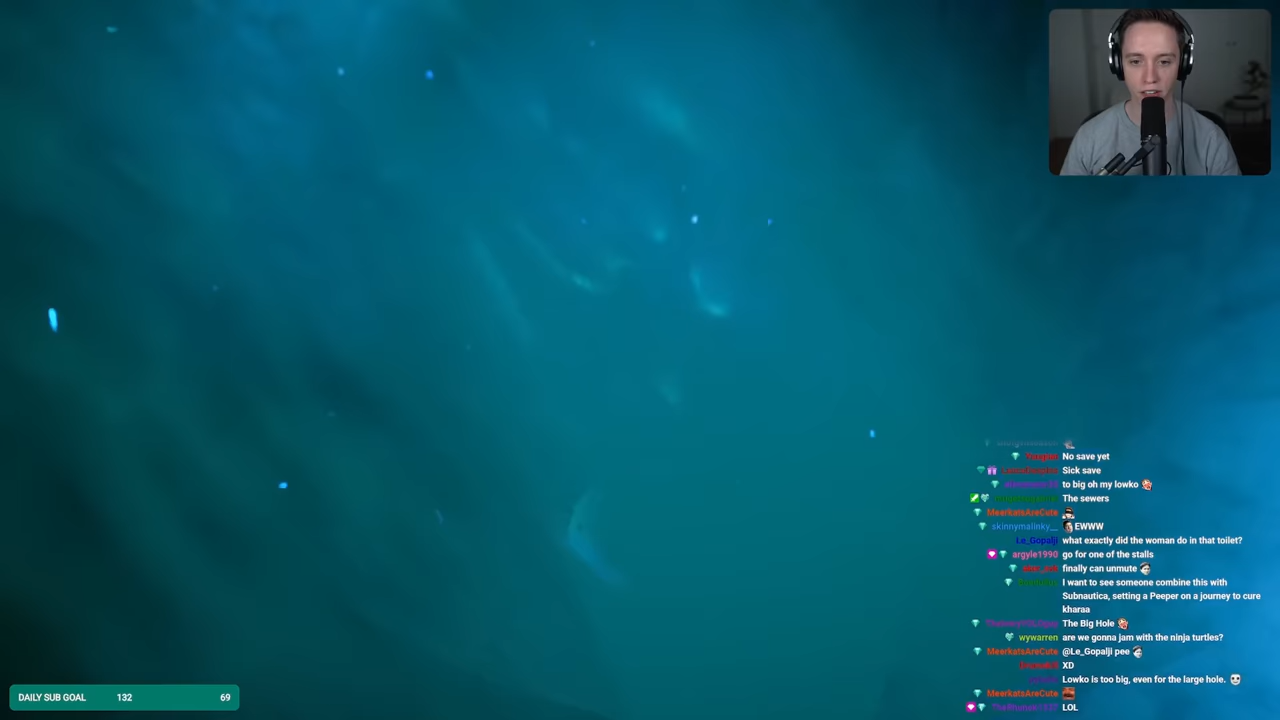 No save yet
Sick save
to big oh my lowko
The sewers
MeerkatsAreCute
skinnymalinky__ EWWW
Le_Gopalji what exactly did the woman do in that toilet?
argyle1990 go for one of the stalls
finally can unmute
I want to see someone combine this with
Subnautica, setting a Peeper on a journey to cure
kharaa
The Big Hole
wywarren are we gonna jam with the ninja turtles?
MeerkatsAreCute @Le_Gopalji pee
XD
Lowko is too big, even for the large hole.
MeerkatsAreCute
LOL
DAILY SUB GOAL 132 69